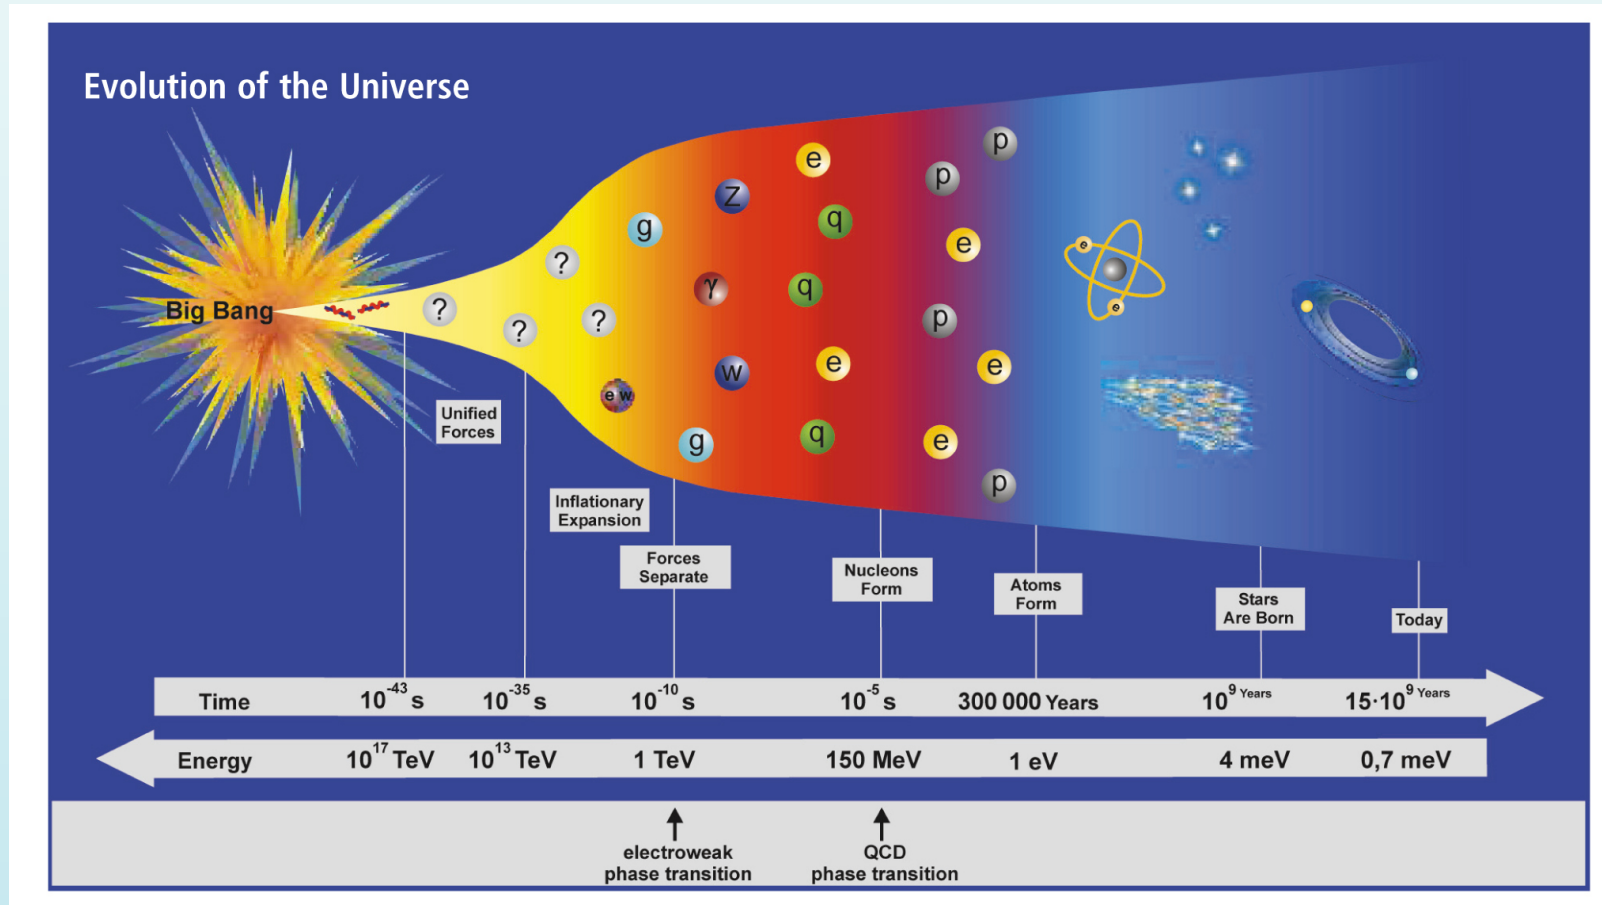 Evolution of the Universe
Big Bang
?
?
?
?
e w
g
g
Z
γ
w
e
q
q
e
q
p
p
e
p
e
e
p
e
e
Unified
Forces
Inflationary
Expansion
Forces
Separate
Nucleons
Form
Atoms
Form
Stars
Are Born
Today
Time 10⁻⁴³ s 10⁻³⁵ s 10⁻¹⁰ s 10⁻⁵ s 300 000 Years 10⁹ Years 15·10⁹ Years
Energy 10¹⁷ TeV 10¹³ TeV 1 TeV 150 MeV 1 eV 4 meV 0,7 meV
electroweak
phase transition
QCD
phase transition